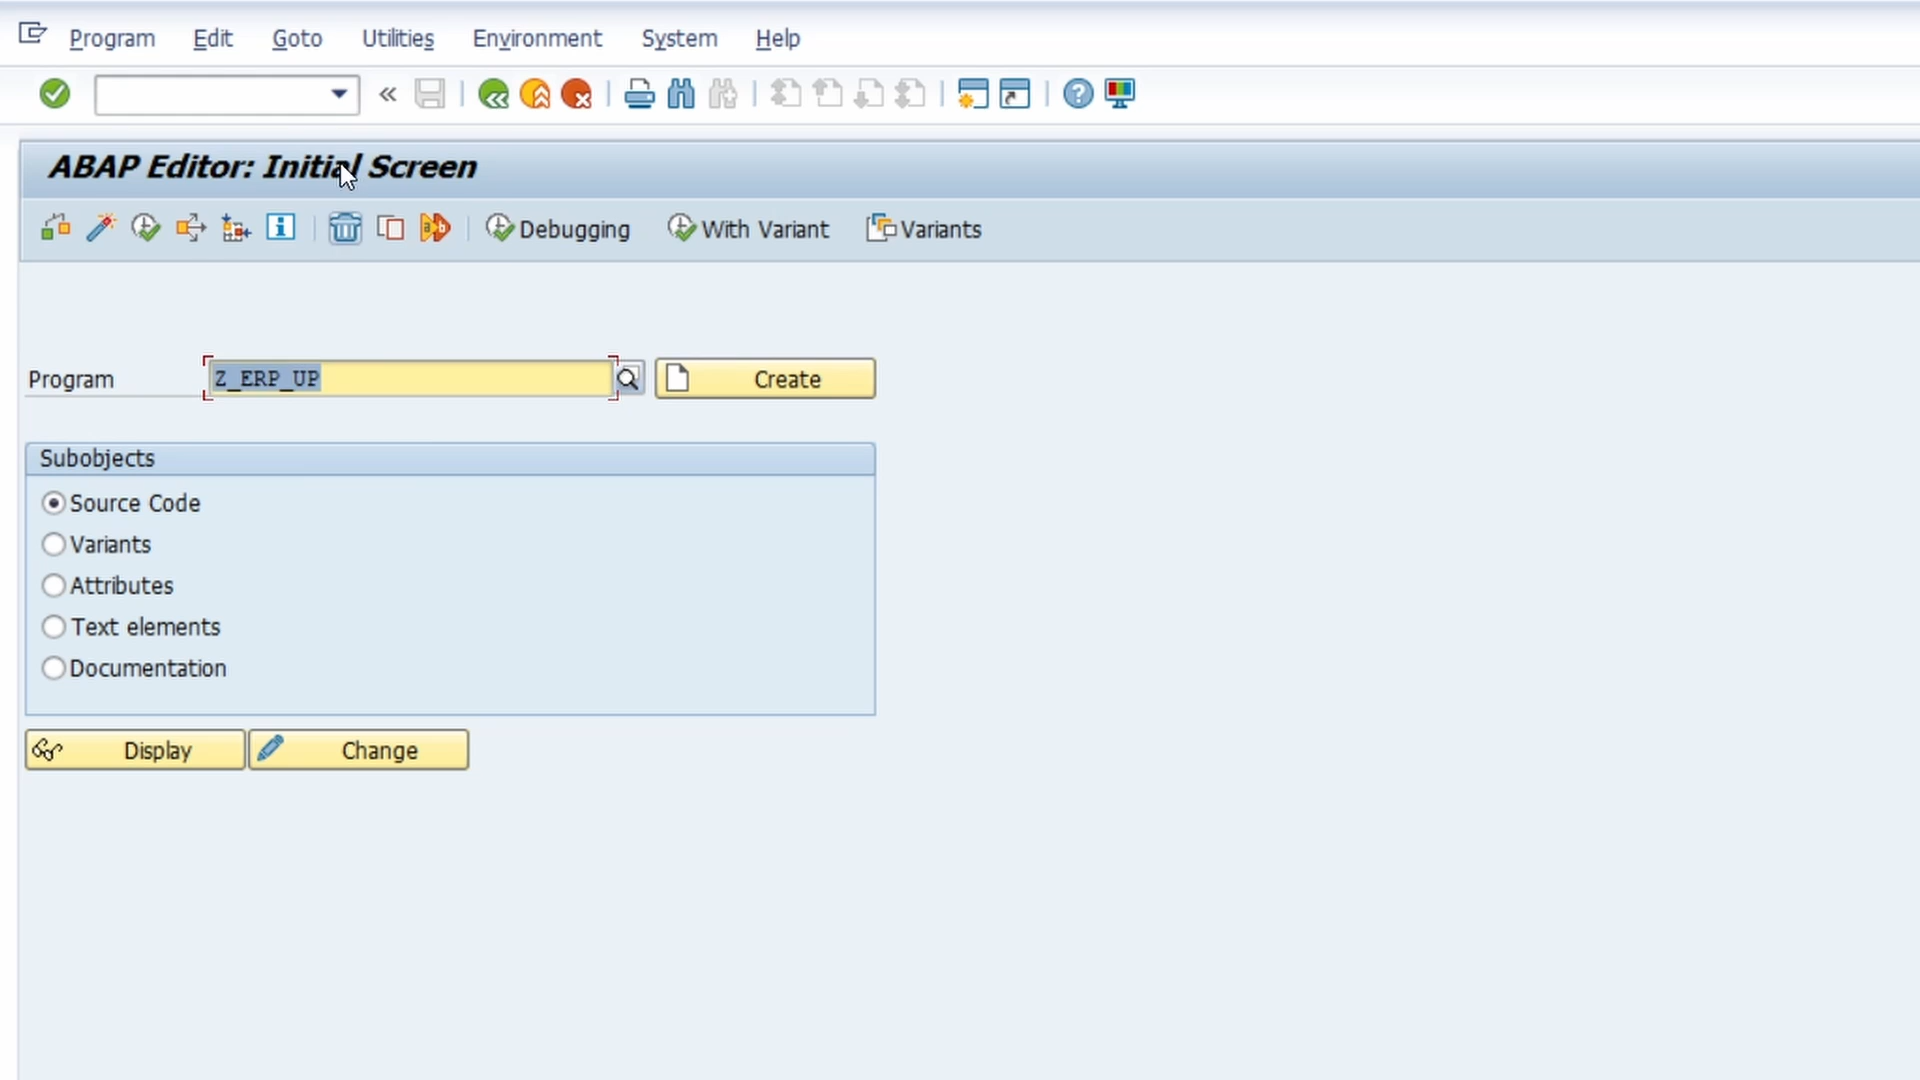 Program Edit Goto Utilities Environment System Help
ABAP Editor: Initial Screen
Debugging With Variant Variants
Program Z_ERP_UP Create
Subobjects
Source Code
Variants
Attributes
Text elements
Documentation
Display Change